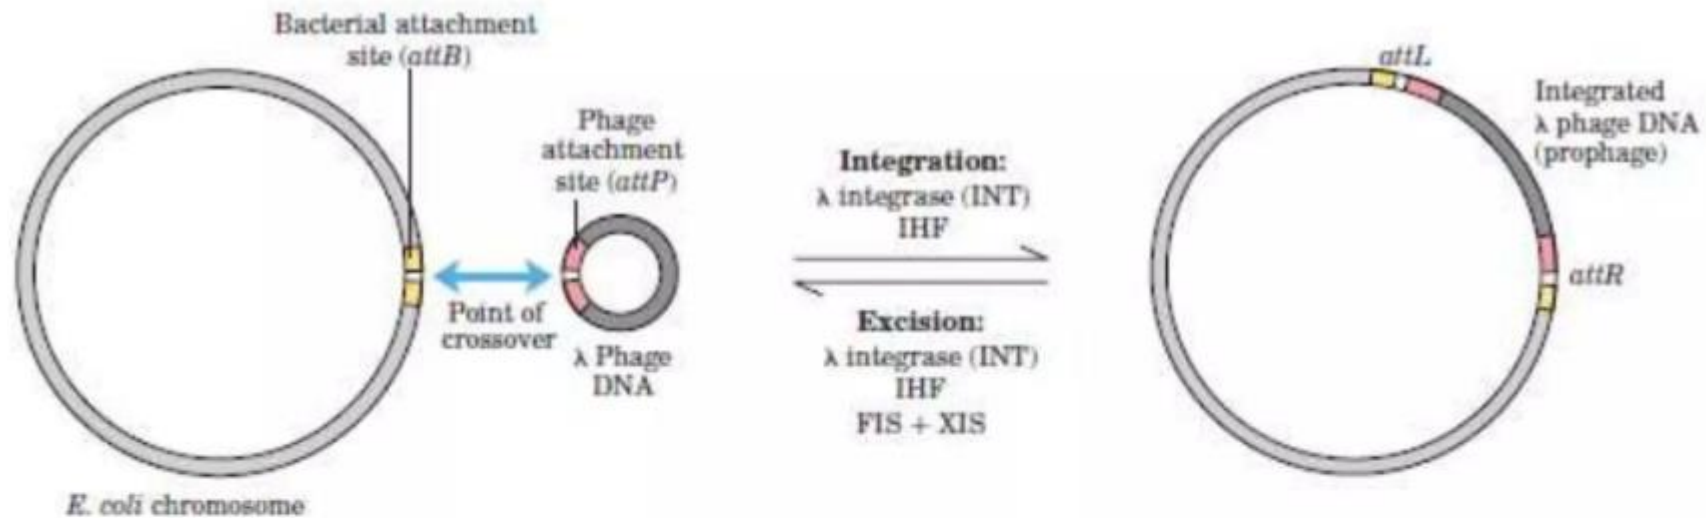 Bacterial attachment
site (attB)
Phage
attachment
site (attP)
Point of
crossover
λ Phage
DNA
E. coli chromosome
Integration:
λ integrase (INT)
IHF
Excision:
λ integrase (INT)
IHF
FIS + XIS
attL
Integrated
λ phage DNA
(prophage)
attR